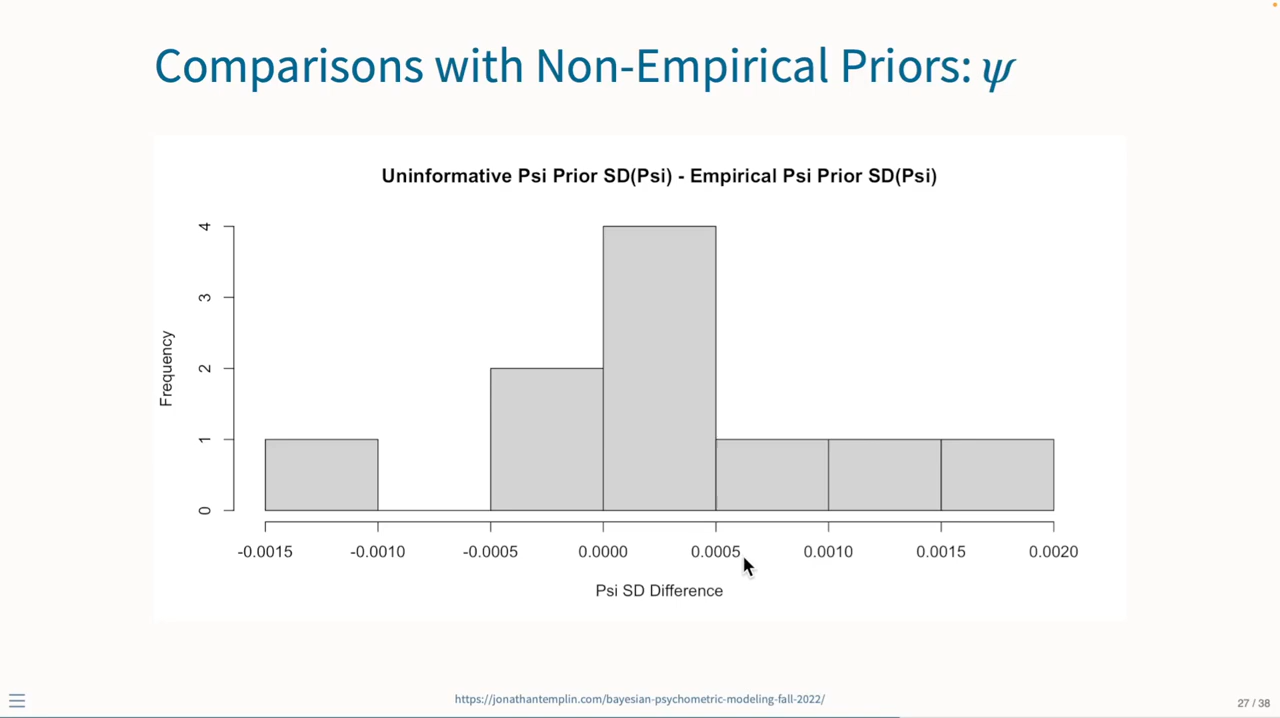 Comparisons with Non-Empirical Priors: ψ
Uninformative Psi Prior SD(Psi) - Empirical Psi Prior SD(Psi)
4
3
2
1
0
Frequency
-0.0015 -0.0010 -0.0005 0.0000 0.0005 0.0010 0.0015 0.0020
Psi SD Difference
https://jonathantemplin.com/bayesian-psychometric-modeling-fall-2022/
27 / 38